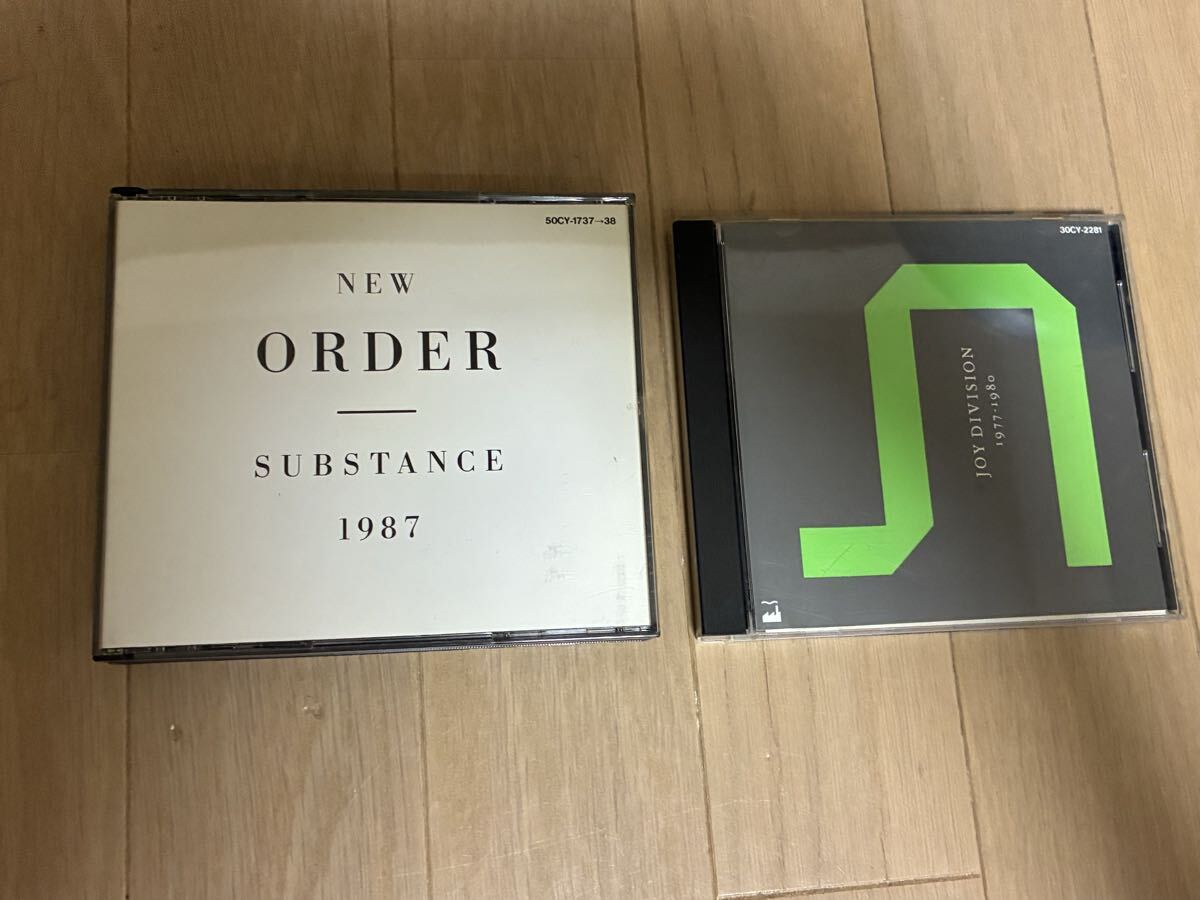 50CY-1737→38
NEW
ORDER
SUBSTANCE
1987
30CY-2281
JOY DIVISION
1977-1980